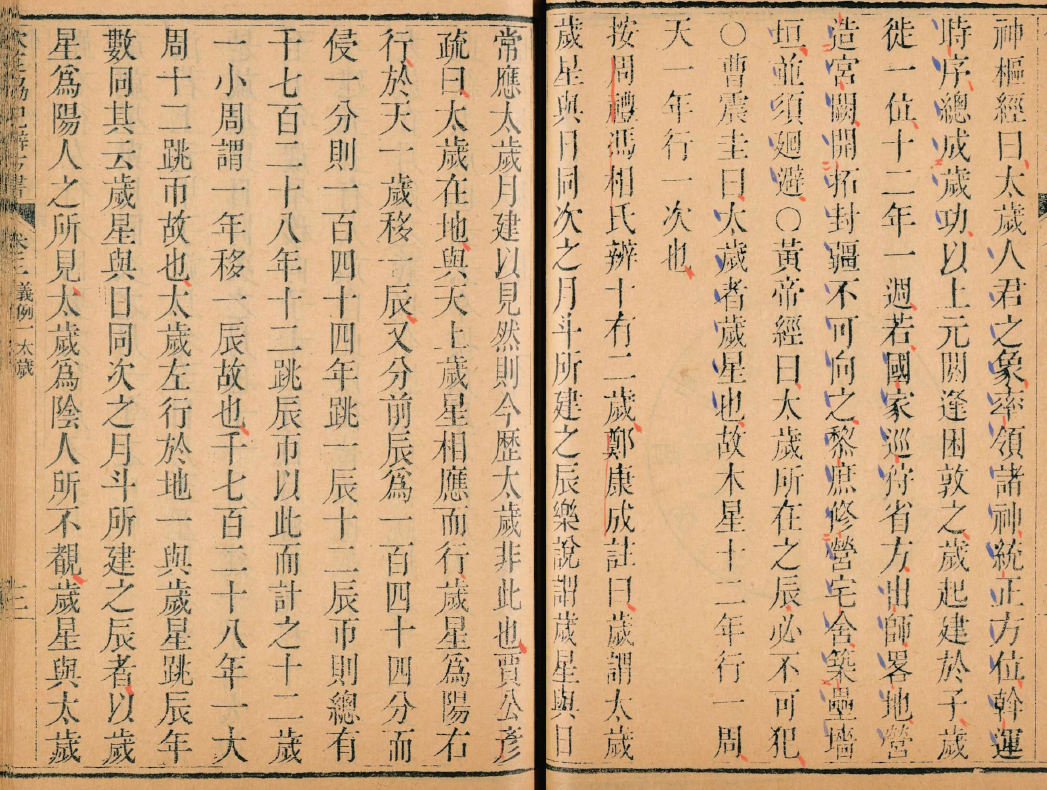 神樞經曰太歲人君之象率領諸神統正方位斡運
時序總成歲功以上元閼逢困敦之歲起建於子歲
徙一位十二年一週若國家巡狩省方出師畧地營
造宮闕開拓封疆不可向之黎庶修營宅舍築壘墻
垣並須廻避○黃帝經曰太歲所在之辰必不可犯
○曹震圭曰太歲者歲星也故木星十二年行一周
天一年行一次也
按周禮馮相氏辨十有二歲鄭康成註曰歲謂太歲
歲星與日同次之月斗所建之辰樂說謂歲星與日
常應太歲月建以見然則今歷太歲非此也賈公彥
疏曰太歲在地與天上歲星相應而行歲星爲陽右
行於天一歲移一辰又分前辰爲一百四十四分而
侵一分則一百四十四年跳一辰十二辰帀則總有
千七百二十八年十二跳辰帀以此而計之十二歲
一小周謂一年移一辰故也千七百二十八年一大
周十二跳帀故也太歲左行於地一與歲星跳辰年
數同其云歲星與日同次之月斗所建之辰者以歲
星爲陽人之所見太歲爲陰人所不覩歲星與太歲
卷三 義例一 太歲